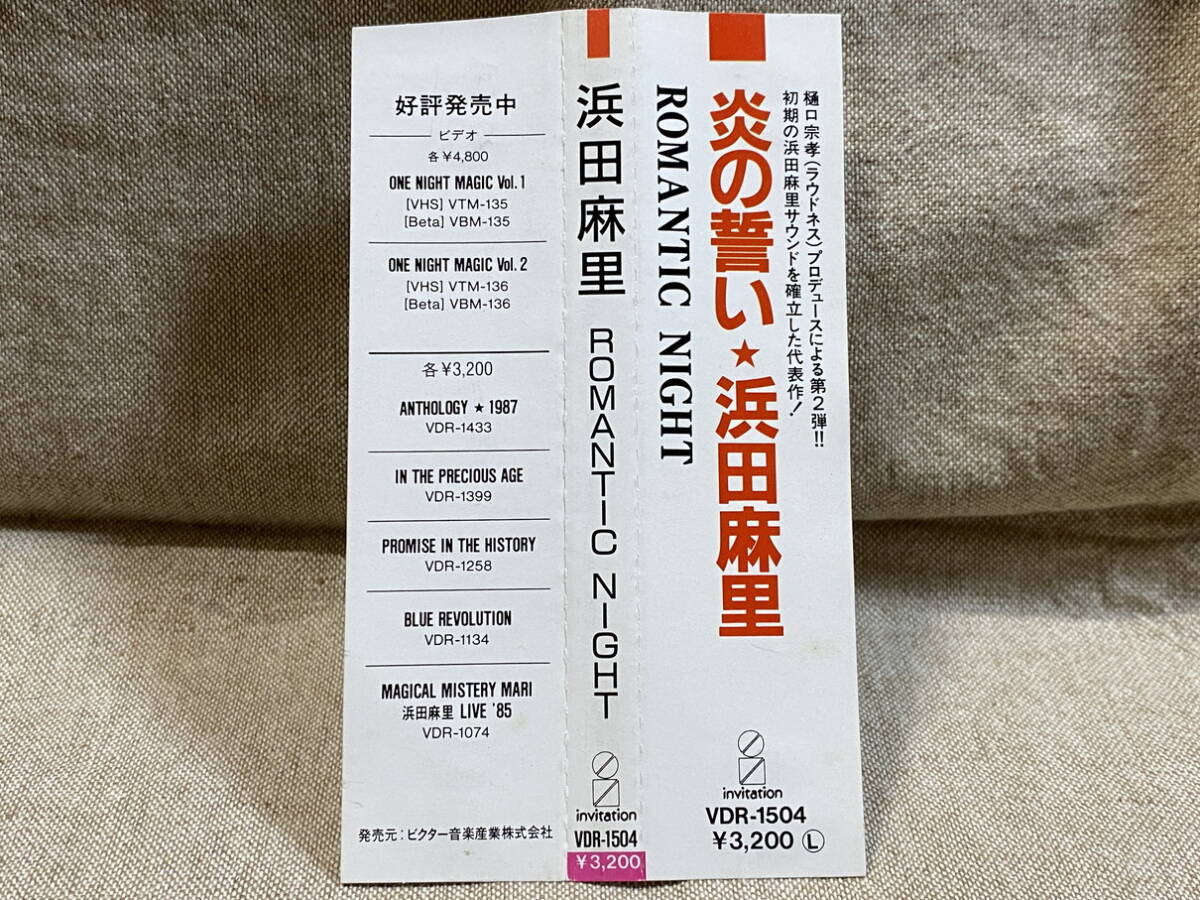 好評発売中
ビデオ
各￥4,800
ONE NIGHT MAGIC Vol.1
[VHS] VTM-135
[Beta] VBM-135
ONE NIGHT MAGIC Vol.2
[VHS] VTM-136
[Beta] VBM-136
各￥3,200
ANTHOLOGY ★ 1987
VDR-1433
IN THE PRECIOUS AGE
VDR-1399
PROMISE IN THE HISTORY
VDR-1258
BLUE REVOLUTION
VDR-1134
MAGICAL MISTERY MARI
浜田麻里 LIVE '85
VDR-1074
発売元：ビクター音楽産業株式会社
浜田麻里 ROMANTIC NIGHT
invitation
VDR-1504
￥3,200
樋口宗孝（ラウドネス）プロデュースによる第2弾!!
初期の浜田麻里サウンドを確立した代表作！
炎の誓い★浜田麻里
ROMANTIC NIGHT
invitation
VDR-1504
￥3,200 Ⓛ